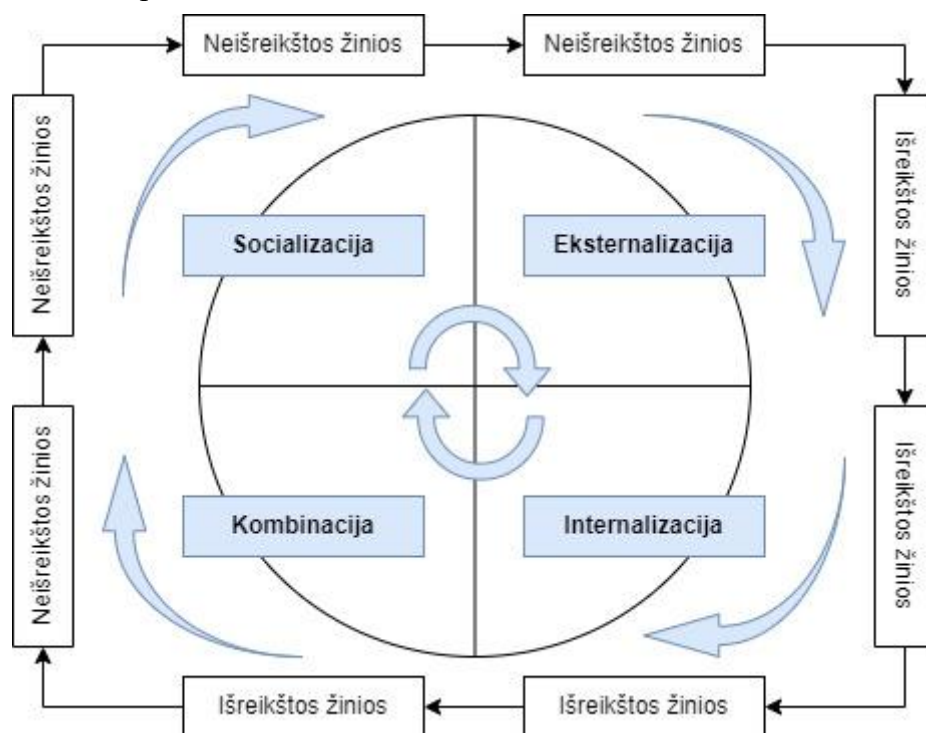 Neišreikštos žinios
Neišreikštos žinios
Neišreikštos žinios
Išreikštos žinios
Socializacija
Eksternalizacija
Neišreikštos žinios
Išreikštos žinios
Kombinacija
Internalizacija
Išreikštos žinios
Išreikštos žinios